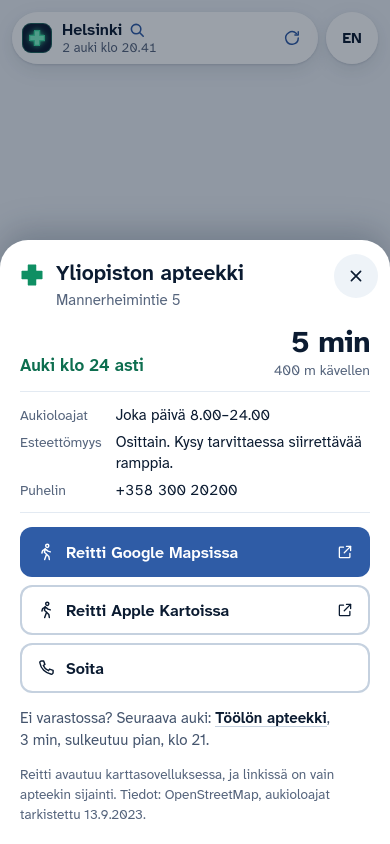 Helsinki
2 auki klo 20.41
EN
Yliopiston apteekki
Mannerheimintie 5
5 min
Auki klo 24 asti
400 m kävellen
Aukioloajat Joka päivä 8.00–24.00
Esteettömyys Osittain. Kysy tarvittaessa siirrettävää
ramppia.
Puhelin +358 300 20200
Reitti Google Mapsissa
Reitti Apple Kartoissa
Soita
Ei varastossa? Seuraava auki: Töölön apteekki,
3 min, sulkeutuu pian, klo 21.
Reitti avautuu karttasovelluksessa, ja linkissä on vain
apteekin sijainti. Tiedot: OpenStreetMap, aukioloajat
tarkistettu 13.9.2023.